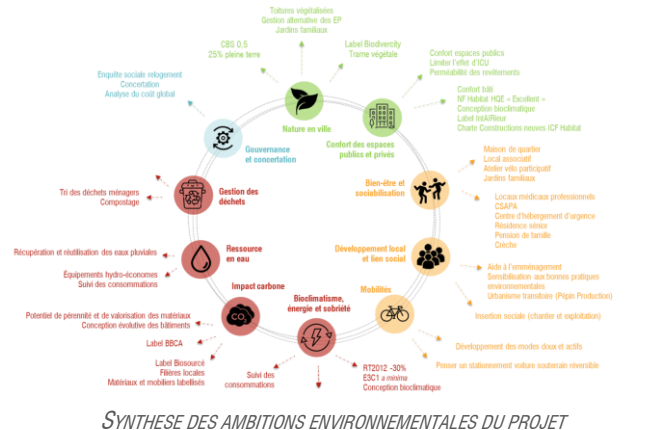 Toitures végétalisées
Gestion alternative des EP
Jardins familiaux
CBS 0,5
25% pleine terre
Label Biodivercity
Trame végétale
Nature en ville
Confort espaces publics
Limiter l'effet d'ICU
Perméabilité des revêtements
Confort bâti
NF Habitat HQE « Excellent »
Conception bioclimatique
Label IntAIRieur
Charte Constructions neuves ICF Habitat
Confort des espaces
publics et privés
Enquête sociale relogement
Concertation
Analyse du coût global
Gouvernance
et concertation
Maison de quartier
Local associatif
Atelier vélo participatif
Jardins familiaux
Bien-être et
sociabilisation
Locaux médicaux professionnels
CSAPA
Centre d'hébergement d'urgence
Résidence sénior
Pension de famille
Crèche
Tri des déchets ménagers
Compostage
Gestion des
déchets
Développement local
et lien social
Aide à l'emménagement
Sensibilisation aux bonnes pratiques
environnementales
Urbanisme transitoire (Pépin Production)
Insertion sociale (chantier et exploitation)
Récupération et réutilisation des eaux pluviales
Équipements hydro-économes
Suivi des consommations
Ressource
en eau
Mobilités
Développement des modes doux et actifs
Penser un stationnement voiture souterrain réversible
Impact carbone
CO2
Potentiel de pérennité et de valorisation des matériaux
Conception évolutive des bâtiments
Label BBCA
Label Biosourcé
Filières locales
Matériaux et mobiliers labellisés
Bioclimatisme,
énergie et sobriété
Suivi des
consommations
RT2012 -30%
E3C1 a minima
Conception bioclimatique
SYNTHESE DES AMBITIONS ENVIRONNEMENTALES DU PROJET